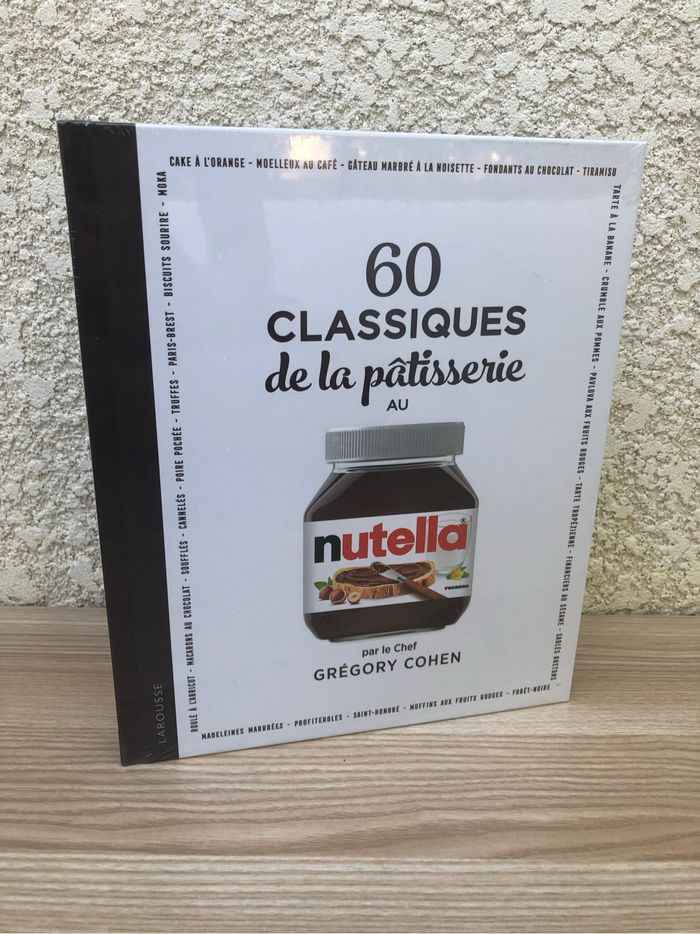 CAKE À L'ORANGE - MOELLEUX AU CAFÉ - GÂTEAU MARBRÉ À LA NOISETTE - FONDANTS AU CHOCOLAT - TIRAMISU
TARTE À LA BANANE - CRUMBLE AUX POMMES - PAVLOVA AUX FRUITS ROUGES - TARTE TROPÉZIENNE - FINANCIERS AU SÉSAME - SABLÉS BRETONS
ROULÉ À L'ABRICOT - MACARONS AU CHOCOLAT - SOUFFLÉS - CANNELÉS - POIRE POCHÉE - TRUFFES - PARIS-BREST - BISCUITS SOURIRE - MOKA
60
CLASSIQUES
de la pâtisserie
AU
nutella®
FERRERO
par le Chef
GRÉGORY COHEN
MADELEINES MARBRÉES - PROFITEROLES - SAINT-HONORÉ - MUFFINS AUX FRUITS ROUGES - FORÊT-NOIRE
LAROUSSE